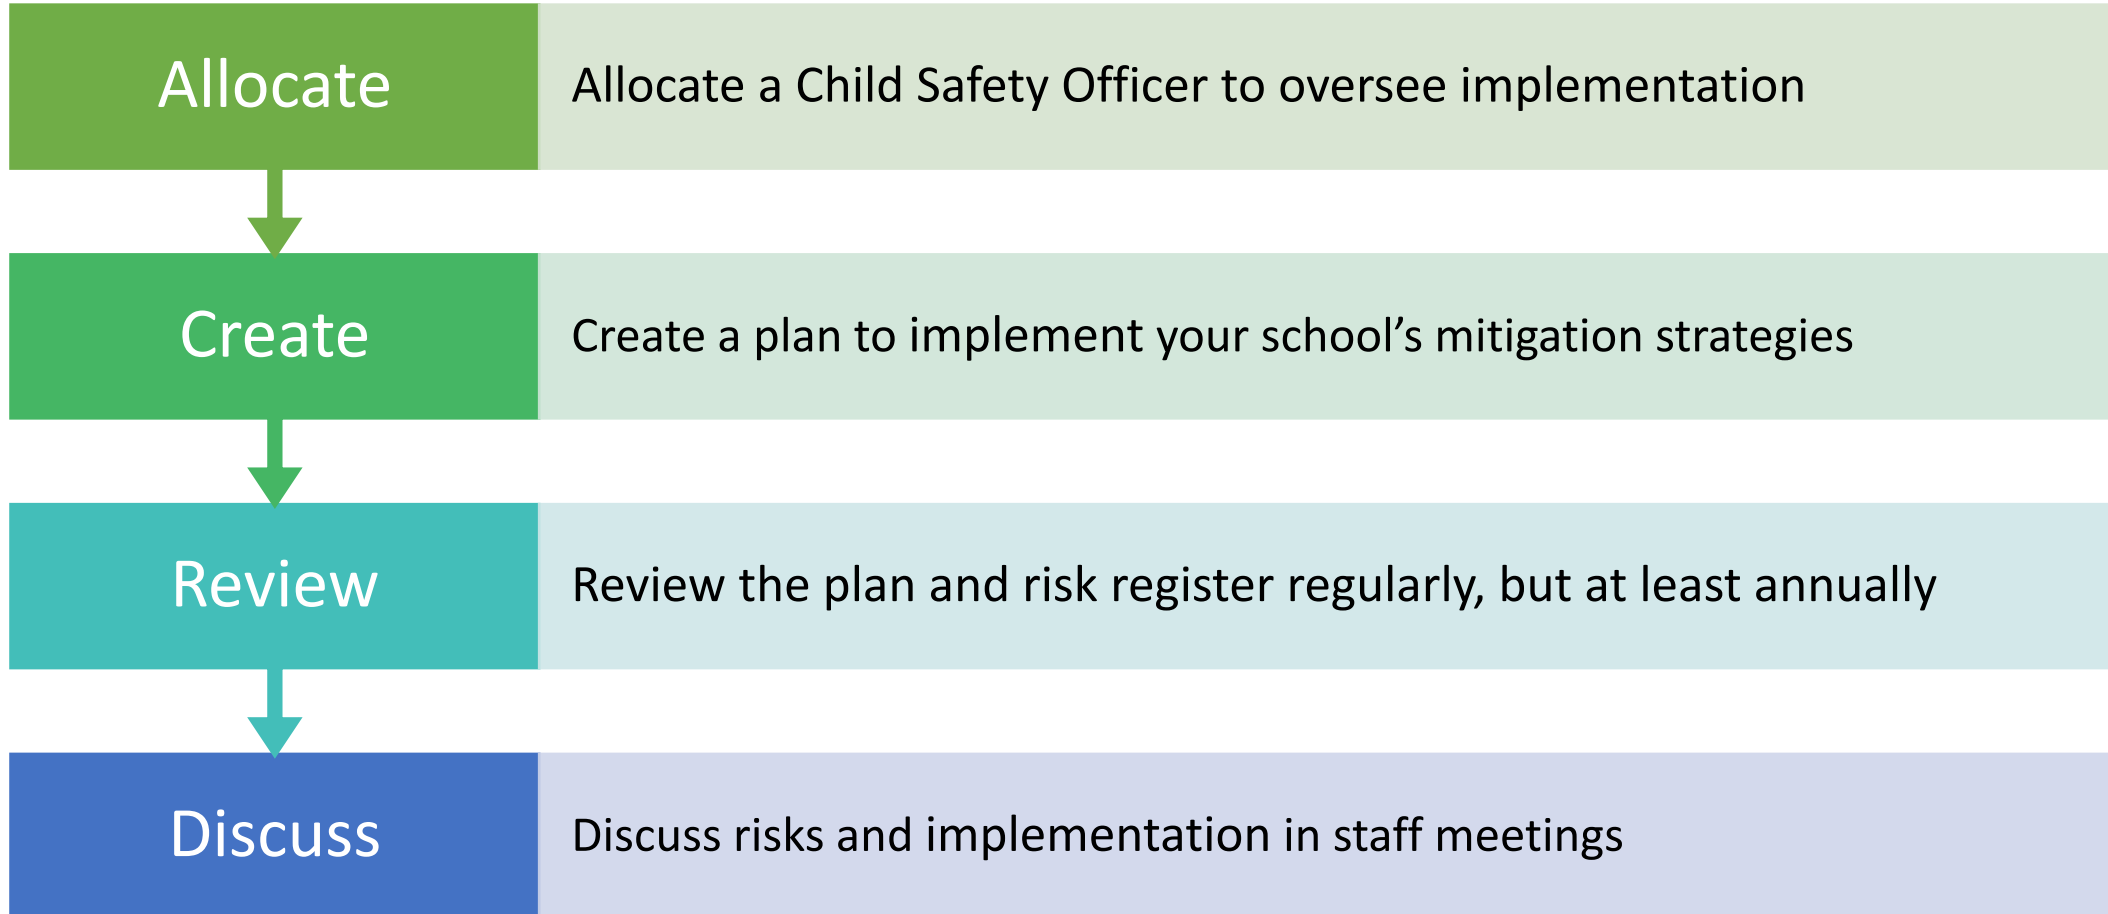 Allocate
Allocate a Child Safety Officer to oversee implementation
Create
Create a plan to implement your school’s mitigation strategies
Review
Review the plan and risk register regularly, but at least annually
Discuss
Discuss risks and implementation in staff meetings